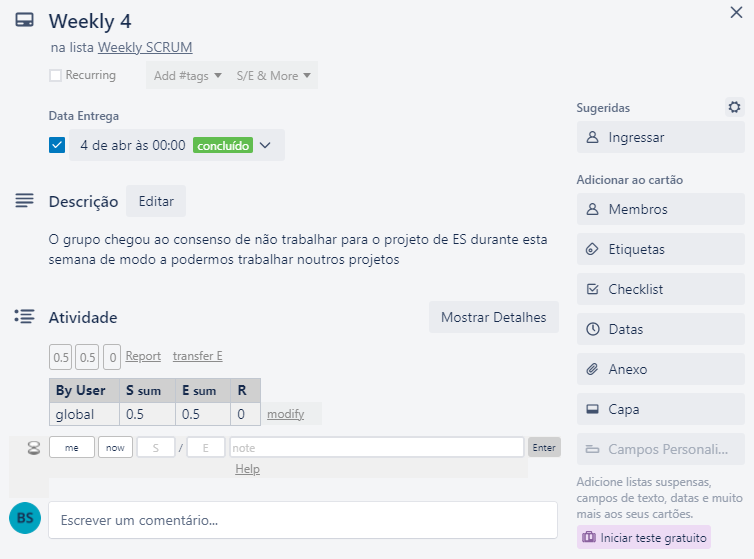 Weekly 4
na lista Weekly SCRUM
Recurring
Add #tags
S/E & More
Data Entrega
4 de abr às 00:00 concluído
Descrição
Editar
O grupo chegou ao consenso de não trabalhar para o projeto de ES durante esta
semana de modo a podermos trabalhar noutros projetos
Atividade
Mostrar Detalhes
0.5 0.5 0 Report transfer E
By User S sum E sum R
global 0.5 0.5 0 modify
me now S / E note Enter
Help
BS
Escrever um comentário...
Sugeridas
Ingressar
Adicionar ao cartão
Membros
Etiquetas
Checklist
Datas
Anexo
Capa
Campos Personali...
Adicione listas suspensas,
campos de texto, datas e muito
mais aos seus cartões.
Iniciar teste gratuito